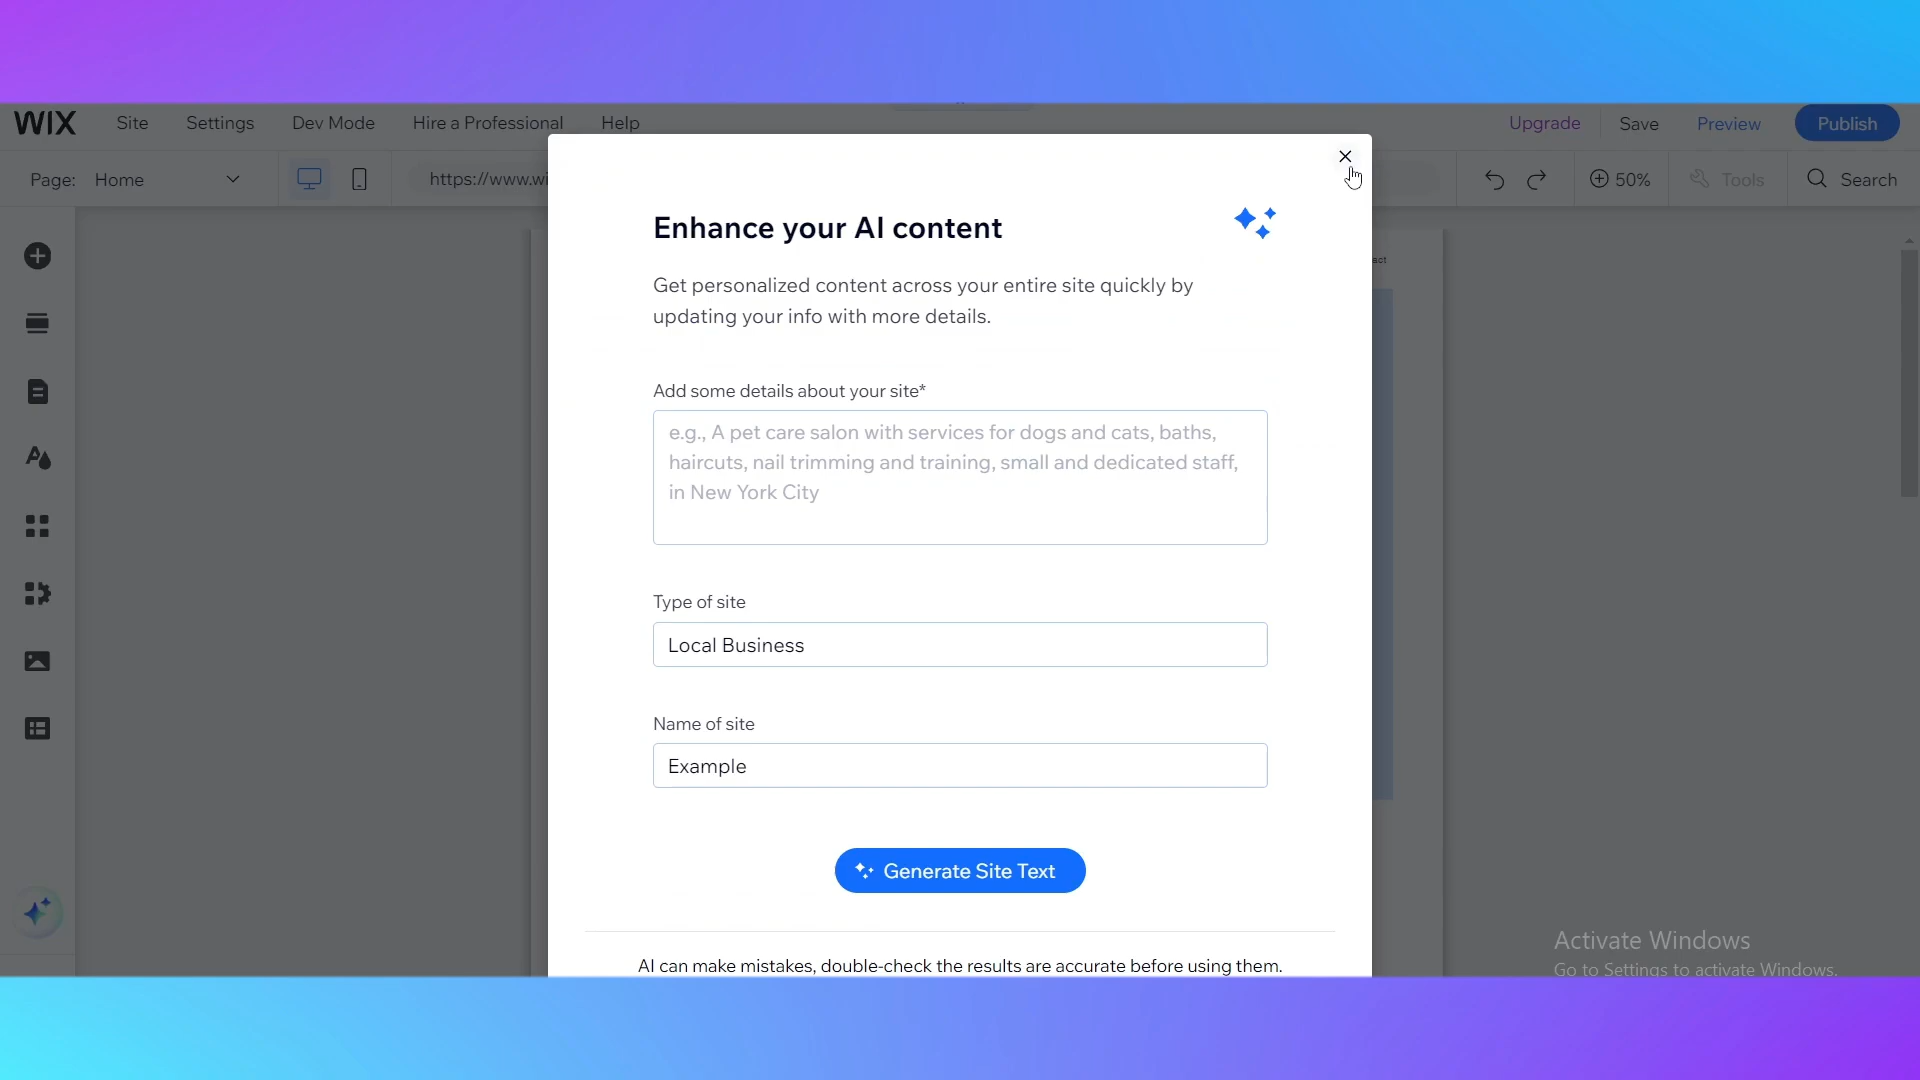 WIX Site Settings Dev Mode Hire a Professional Help Upgrade Save Preview Publish
Page: Home https://www.wi 50% Tools Search
Enhance your AI content
Get personalized content across your entire site quickly by
updating your info with more details.
Add some details about your site*
e.g., A pet care salon with services for dogs and cats, baths,
haircuts, nail trimming and training, small and dedicated staff,
in New York City
Type of site
Local Business
Name of site
Example
Generate Site Text
AI can make mistakes, double-check the results are accurate before using them.
Activate Windows
Go to Settings to activate Windows.